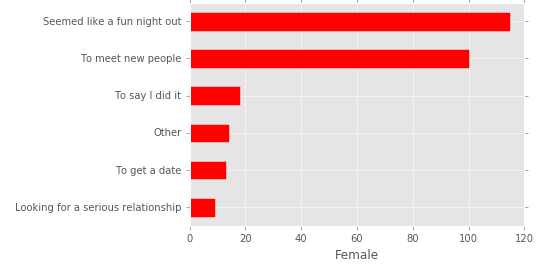 Seemed like a fun night out
To meet new people
To say I did it
Other
To get a date
Looking for a serious relationship
0 20 40 60 80 100 120
Female